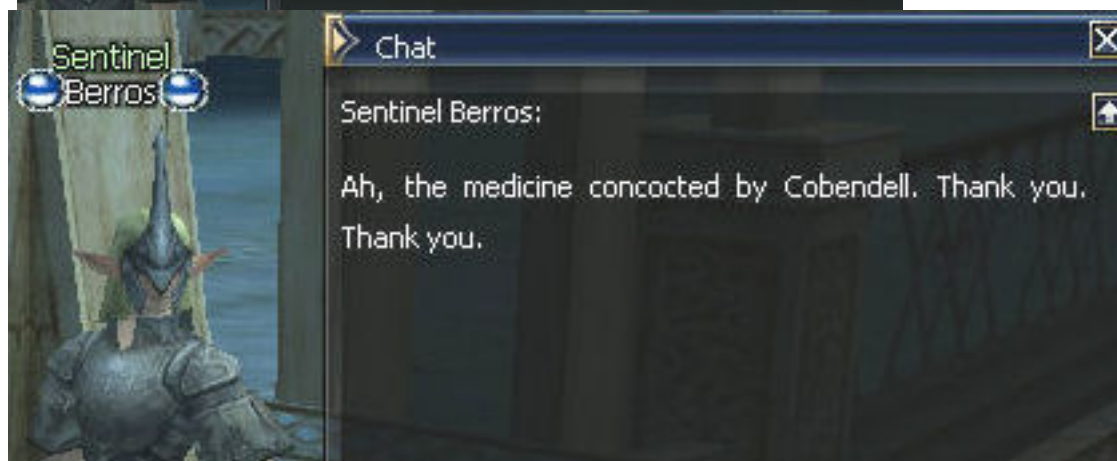 Sentinel
Berros
Chat
Sentinel Berros:
Ah, the medicine concocted by Cobendell. Thank you.
Thank you.